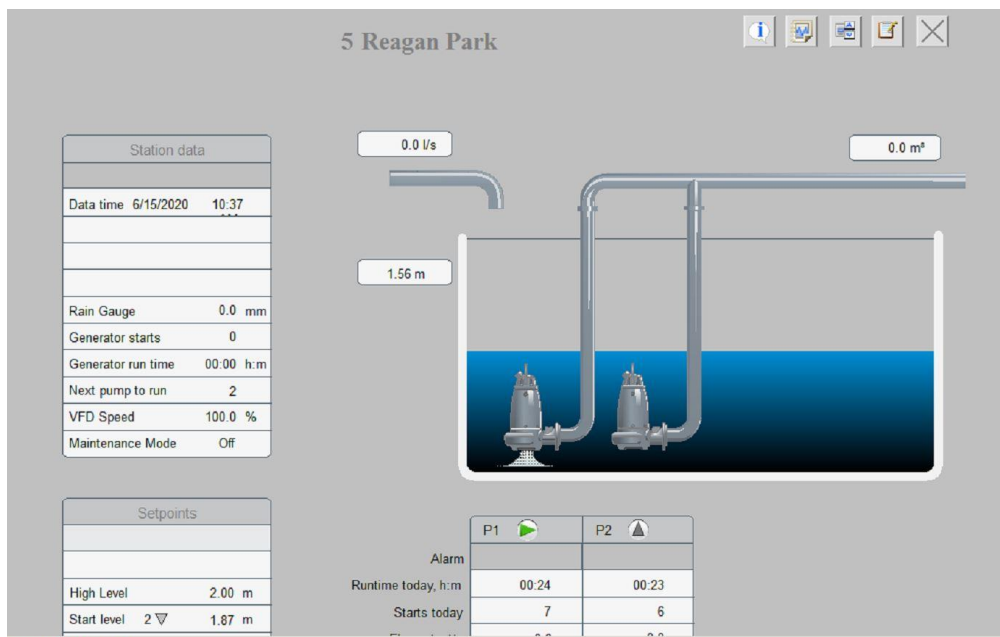 5 Reagan Park
Station data
0.0 l/s
0.0 m³
Data time 6/15/2020 10:37
1.56 m
Rain Gauge 0.0 mm
Generator starts 0
Generator run time 00:00 h:m
Next pump to run 2
VFD Speed 100.0 %
Maintenance Mode Off
Setpoints
High Level 2.00 m
Start level 2 ▽ 1.87 m
P1 P2
Alarm
Runtime today, h:m 00:24 00:23
Starts today 7 6